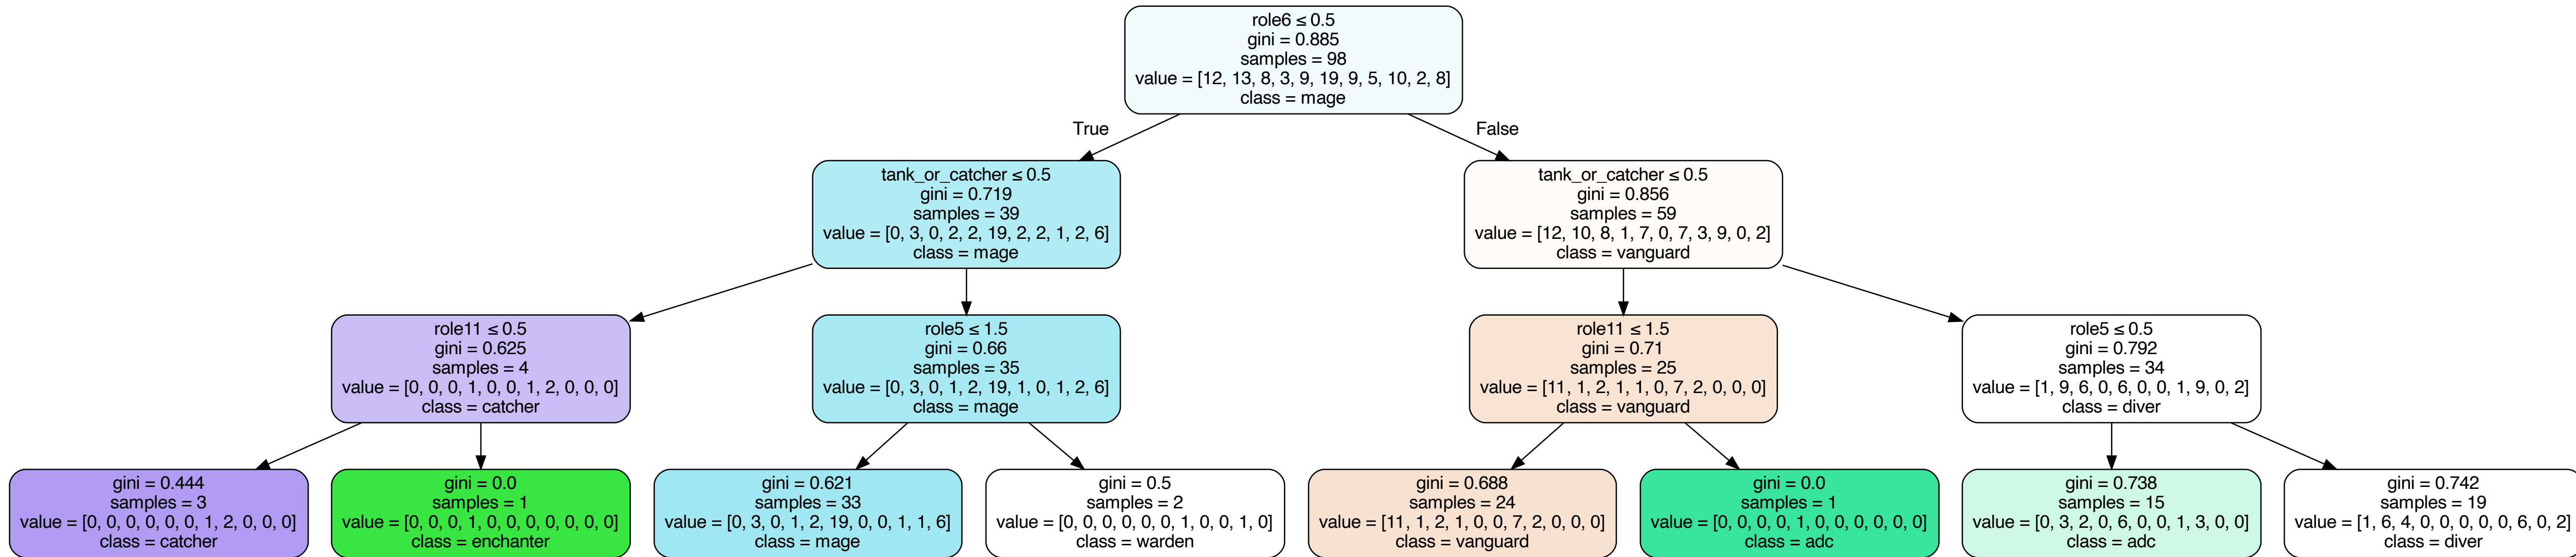 role6 ≤ 0.5
gini = 0.885
samples = 98
value = [12, 13, 8, 3, 9, 19, 9, 5, 10, 2, 8]
class = mage
True
False
tank_or_catcher ≤ 0.5
gini = 0.719
samples = 39
value = [0, 3, 0, 2, 2, 19, 2, 2, 1, 2, 6]
class = mage
tank_or_catcher ≤ 0.5
gini = 0.856
samples = 59
value = [12, 10, 8, 1, 7, 0, 7, 3, 9, 0, 2]
class = vanguard
role11 ≤ 0.5
gini = 0.625
samples = 4
value = [0, 0, 0, 1, 0, 0, 1, 2, 0, 0, 0]
class = catcher
role5 ≤ 1.5
gini = 0.66
samples = 35
value = [0, 3, 0, 1, 2, 19, 1, 0, 1, 2, 6]
class = mage
role11 ≤ 1.5
gini = 0.71
samples = 25
value = [11, 1, 2, 1, 1, 0, 7, 2, 0, 0, 0]
class = vanguard
role5 ≤ 0.5
gini = 0.792
samples = 34
value = [1, 9, 6, 0, 6, 0, 0, 1, 9, 0, 2]
class = diver
gini = 0.444
samples = 3
value = [0, 0, 0, 0, 0, 0, 1, 2, 0, 0, 0]
class = catcher
gini = 0.0
samples = 1
value = [0, 0, 0, 1, 0, 0, 0, 0, 0, 0, 0]
class = enchanter
gini = 0.621
samples = 33
value = [0, 3, 0, 1, 2, 19, 0, 0, 1, 1, 6]
class = mage
gini = 0.5
samples = 2
value = [0, 0, 0, 0, 0, 0, 1, 0, 0, 1, 0]
class = warden
gini = 0.688
samples = 24
value = [11, 1, 2, 1, 0, 0, 7, 2, 0, 0, 0]
class = vanguard
gini = 0.0
samples = 1
value = [0, 0, 0, 0, 1, 0, 0, 0, 0, 0, 0]
class = adc
gini = 0.738
samples = 15
value = [0, 3, 2, 0, 6, 0, 0, 1, 3, 0, 0]
class = adc
gini = 0.742
samples = 19
value = [1, 6, 4, 0, 0, 0, 0, 0, 6, 0, 2]
class = diver